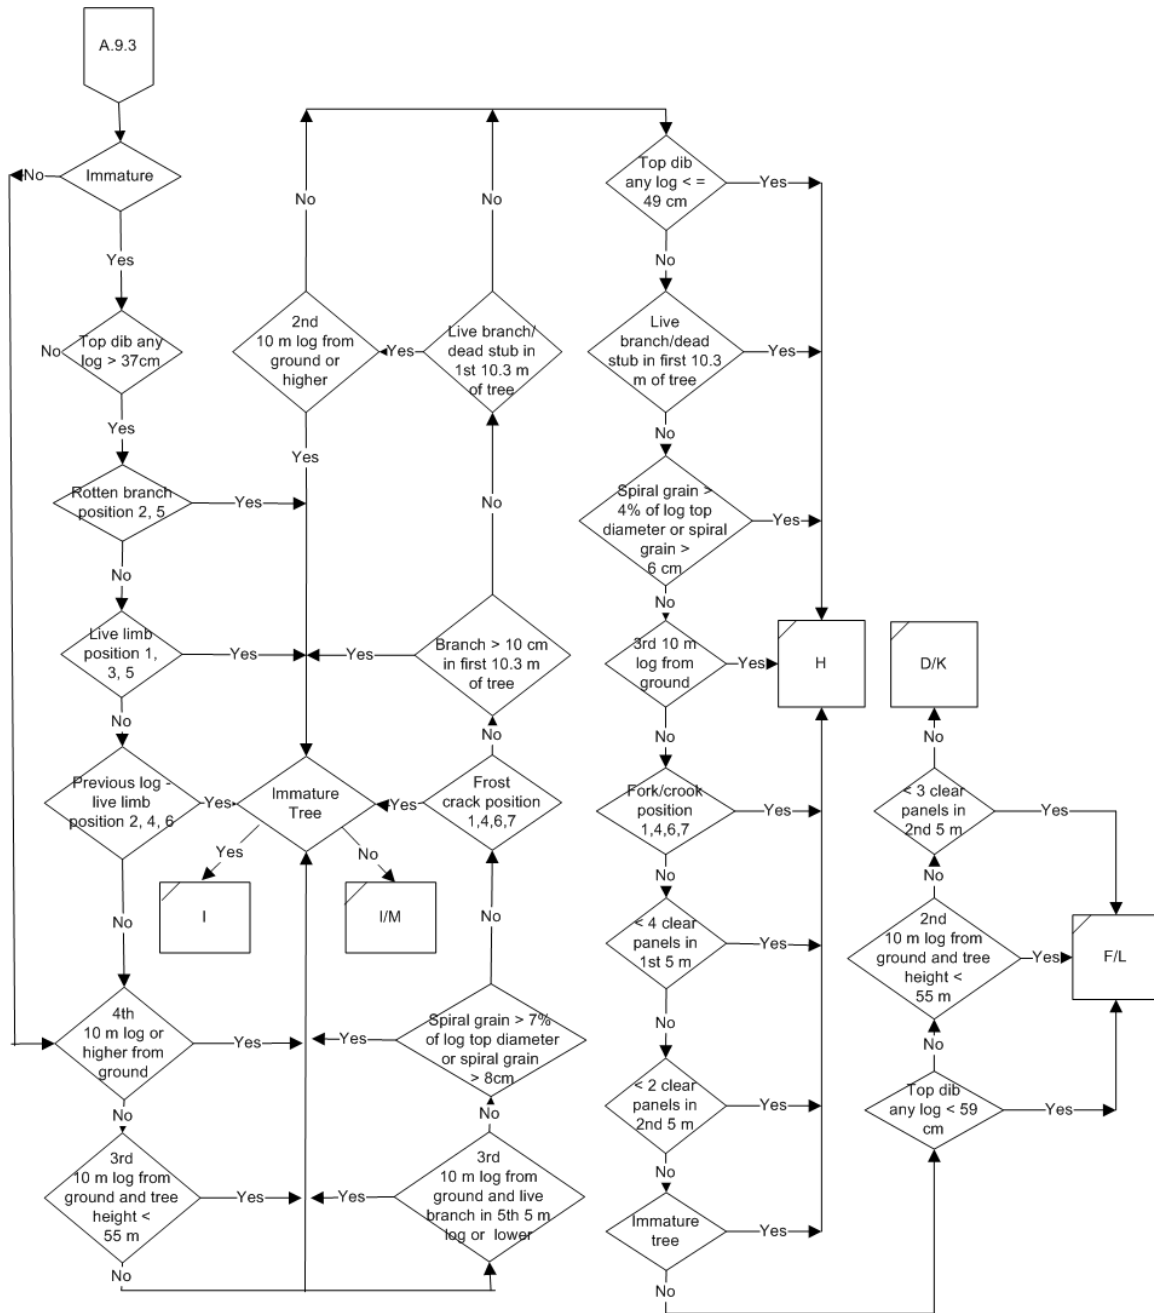 A.9.3
Immature
No
Yes
Top dib any
log > 37cm
No
Yes
Rotten branch
position 2, 5
Yes
No
Live limb
position 1,
3, 5
Yes
No
Previous log -
live limb
position 2, 4, 6
Yes
No
4th
10 m log or
higher from
ground
Yes
No
3rd
10 m log from
ground and tree
height <
55 m
Yes
No
No
2nd
10 m log from
ground or
higher
Yes
Immature
Tree
Yes
No
I
I/M
No
Live branch/
dead stub in
1st 10.3 m
of tree
Yes
No
Branch > 10 cm
in first 10.3 m
of tree
Yes
No
Frost
crack position
1,4,6,7
Yes
No
Spiral grain > 7%
of log top diameter
or spiral grain
> 8cm
Yes
No
3rd
10 m log from
ground and live
branch in 5th 5 m
log or lower
Yes
Top dib
any log < =
49 cm
Yes
No
Live
branch/dead
stub in first 10.3
m of tree
Yes
No
Spiral grain >
4% of log top
diameter or spiral
grain >
6 cm
Yes
No
3rd 10 m
log from
ground
Yes
No
Fork/crook
position
1,4,6,7
Yes
No
< 4 clear
panels in
1st 5 m
Yes
No
< 2 clear
panels in
2nd 5 m
Yes
No
Immature
tree
Yes
No
H
D/K
No
< 3 clear
panels in
2nd 5 m
Yes
No
2nd
10 m log from
ground and tree
height <
55 m
Yes
No
Top dib
any log < 59
cm
Yes
F/L